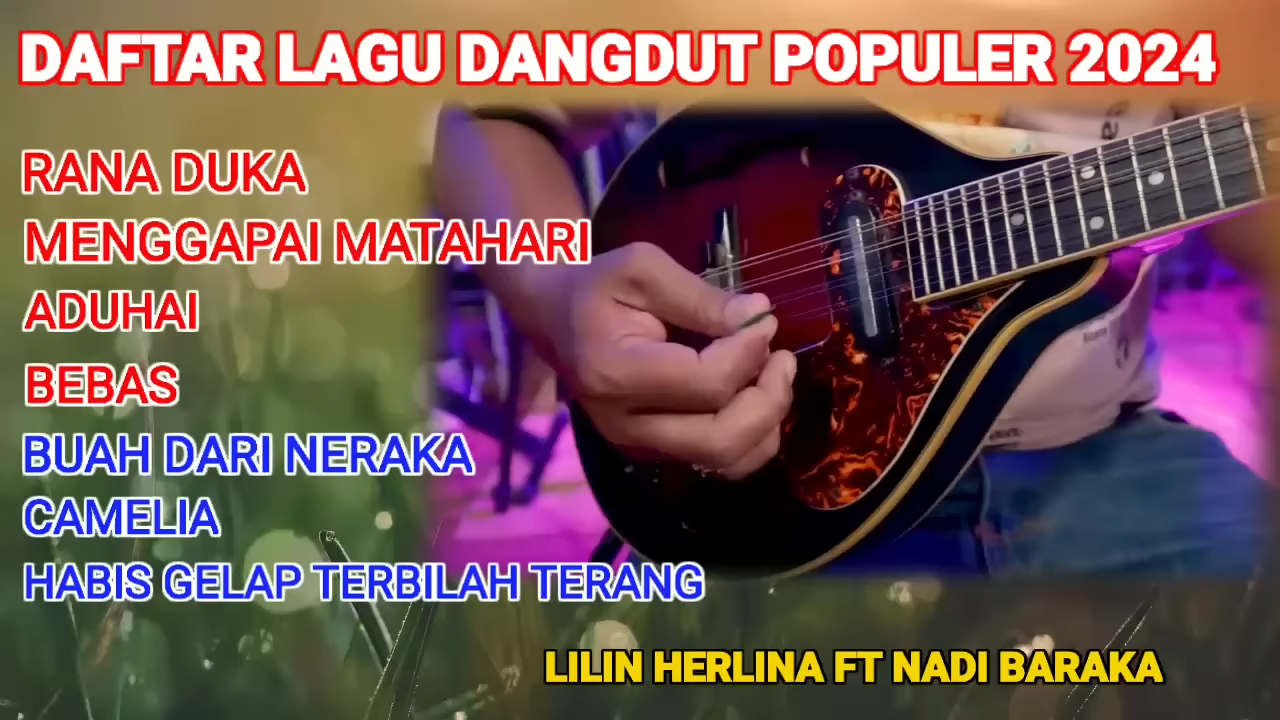 DAFTAR LAGU DANGDUT POPULER 2024
RANA DUKA
MENGGAPAI MATAHARI
ADUHAI
BEBAS
BUAH DARI NERAKA
CAMELIA
HABIS GELAP TERBILAH TERANG
LILIN HERLINA FT NADI BARAKA